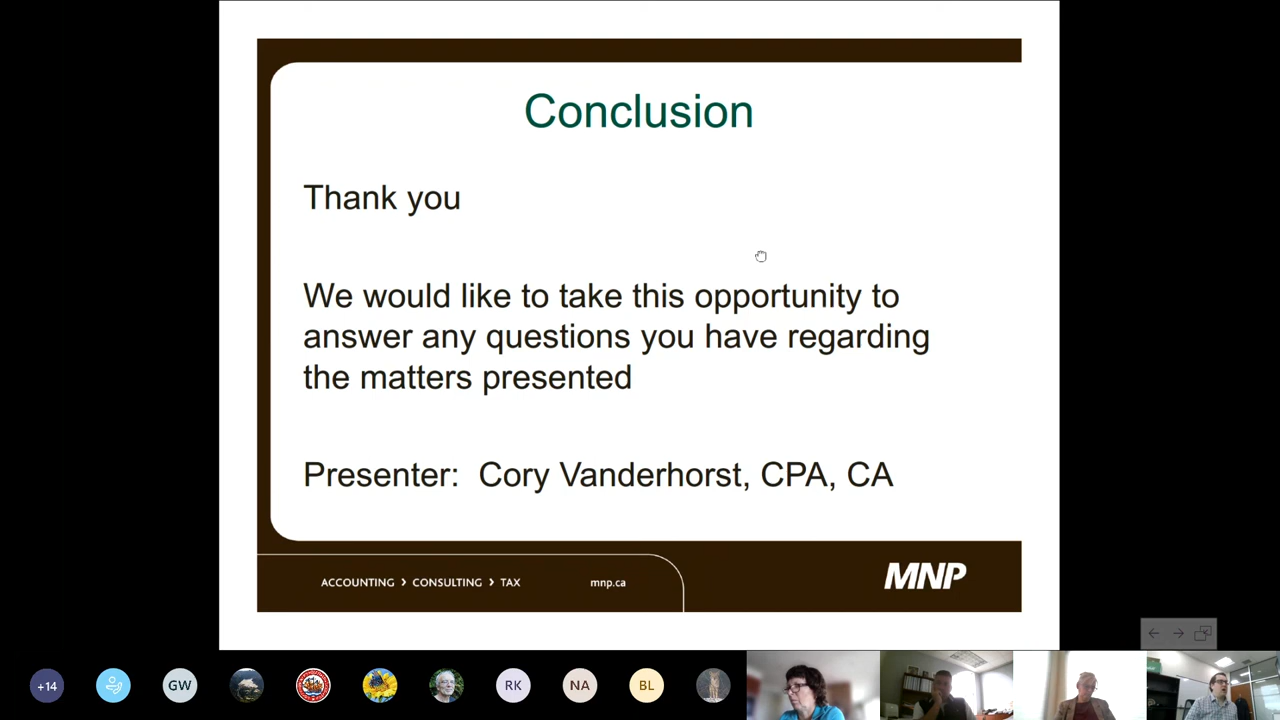 Conclusion
Thank you
We would like to take this opportunity to
answer any questions you have regarding
the matters presented
Presenter: Cory Vanderhorst, CPA, CA
ACCOUNTING › CONSULTING › TAX
mnp.ca
MNP
+14
GW
RK
NA
BL